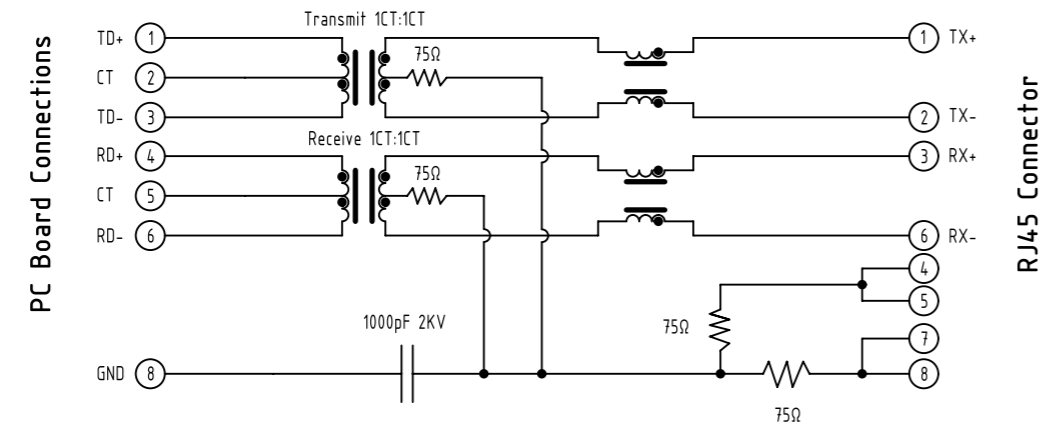 Transmit 1CT:1CT
TD+ 1
75Ω
1 TX+
CT 2
TD- 3
2 TX-
Receive 1CT:1CT
RD+ 4
75Ω
3 RX+
CT 5
RD- 6
6 RX-
4
5
1000pF 2KV
75Ω
7
GND 8
8
75Ω
PC Board Connections
RJ45 Connector